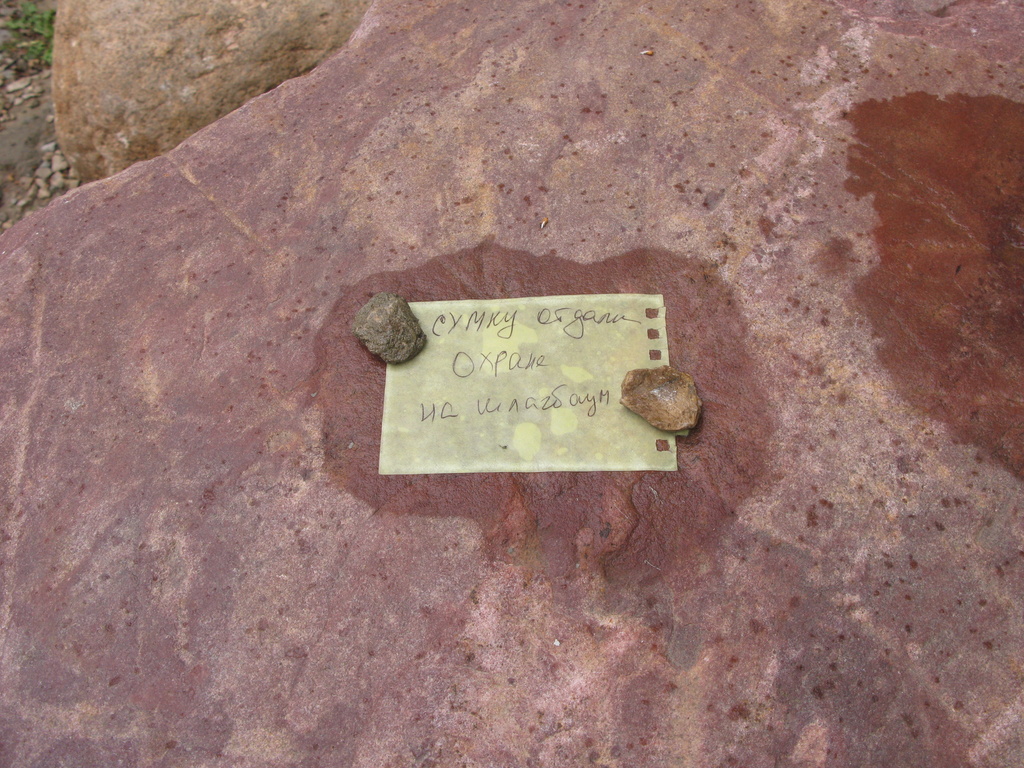 сумку отдали
охране
на шлагбаум